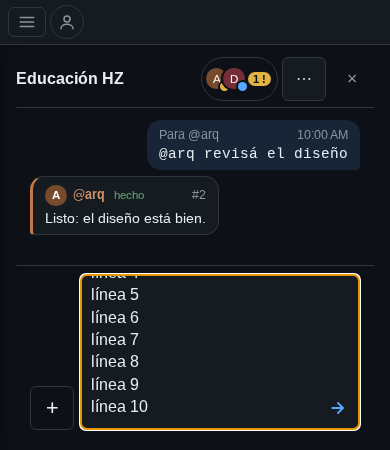 Educación HZ
A
D
1!
...
×
Para @arq
10:00 AM
@arq revisá el diseño
A
@arq hecho
#2
Listo: el diseño está bien.
línea 5
línea 6
línea 7
línea 8
línea 9
línea 10
+